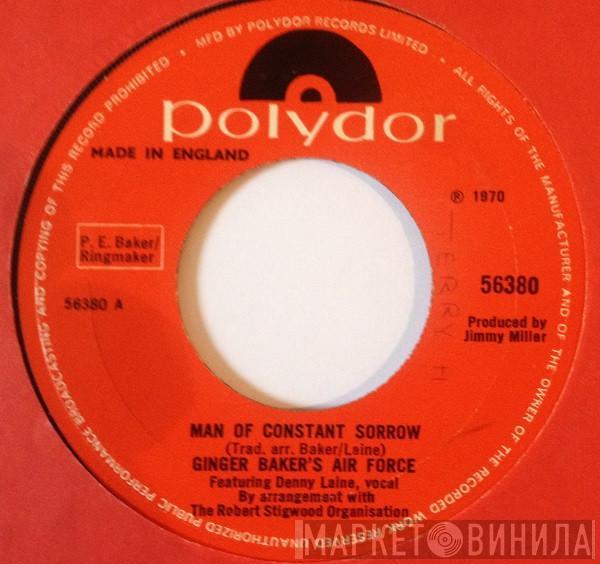 MFD BY POLYDOR RECORDS LIMITED • ALL RIGHTS OF THE MANUFACTURER AND OF THE OWNER OF THE RECORDED WORK RESERVED
UNAUTHORIZED PUBLIC PERFORMANCE BROADCASTING AND COPYING OF THIS RECORD PROHIBITED •
polydor
MADE IN ENGLAND
℗ 1970
P. E. Baker/
Ringmaker
56380 A
56380
Produced by
Jimmy Miller
TERRY H
MAN OF CONSTANT SORROW
(Trad. arr. Baker/Laine)
GINGER BAKER'S AIR FORCE
Featuring Denny Laine, vocal
By arrangement with
The Robert Stigwood Organisation
МАРКЕТОВИНИЛА